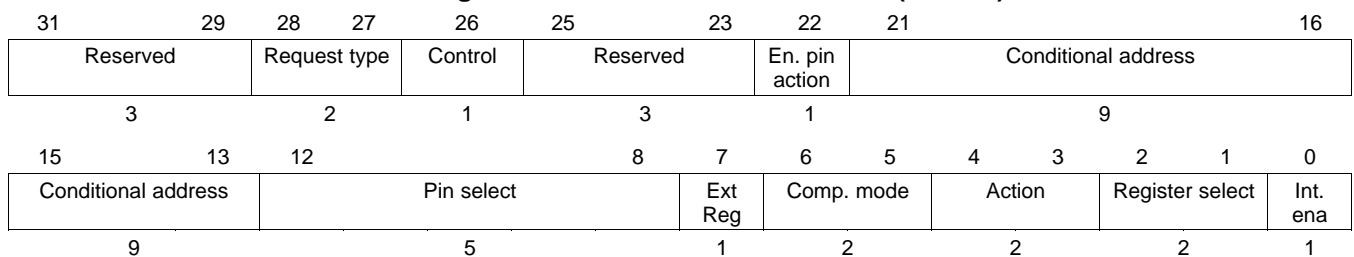 31 29 28 27 26 25 23 22 21 16
Reserved Request type Control Reserved En. pin action Conditional address
3 2 1 3 1 9
15 13 12 8 7 6 5 4 3 2 1 0
Conditional address Pin select Ext Reg Comp. mode Action Register select Int. ena
9 5 1 2 2 2 1